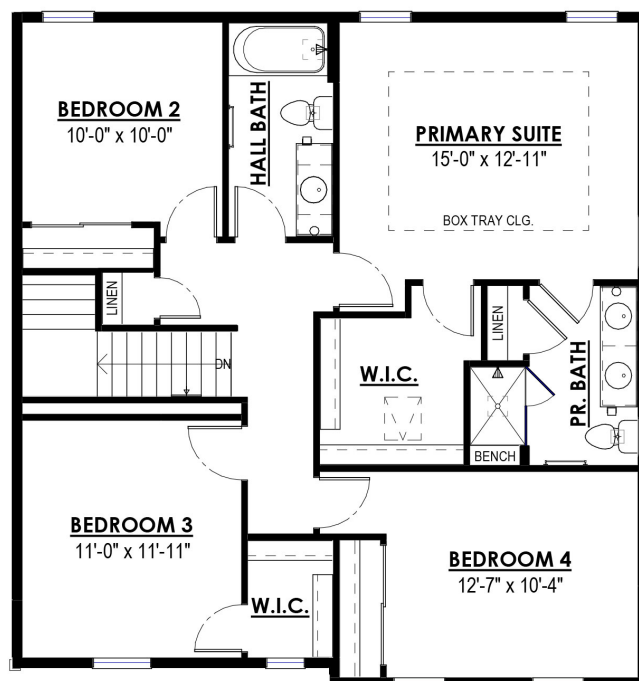 BEDROOM 2
10'-0" x 10'-0"
HALL BATH
PRIMARY SUITE
15'-0" x 12'-11"
BOX TRAY CLG.
LINEN
LINEN
DN
W.I.C.
PR. BATH
BENCH
BEDROOM 3
11'-0" x 11'-11"
BEDROOM 4
12'-7" x 10'-4"
W.I.C.